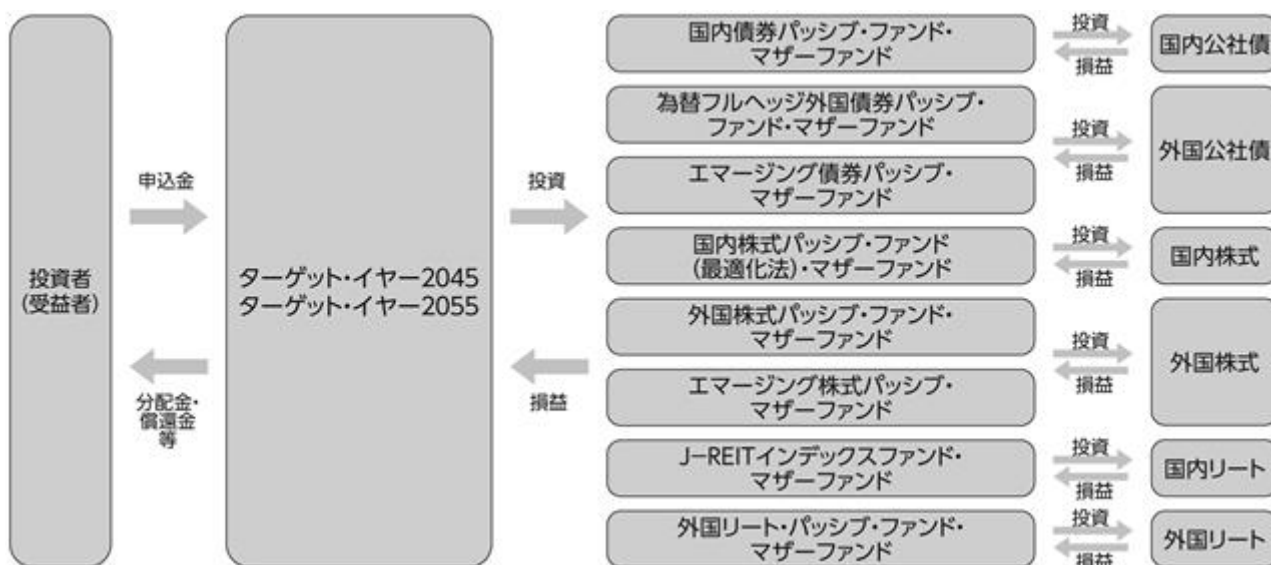 投資者
(受益者)
申込金
分配金・
償還金
等
ターゲット・イヤー2045
ターゲット・イヤー2055
投資
損益
国内債券パッシブ・ファンド・
マザーファンド
投資
損益
国内公社債
為替フルヘッジ外国債券パッシブ・
ファンド・マザーファンド
エマージング債券パッシブ・
マザーファンド
投資
損益
外国公社債
国内株式パッシブ・ファンド
(最適化法)・マザーファンド
投資
損益
国内株式
外国株式パッシブ・ファンド・
マザーファンド
エマージング株式パッシブ・
マザーファンド
投資
損益
外国株式
J-REITインデックスファンド・
マザーファンド
投資
損益
国内リート
外国リート・パッシブ・ファンド・
マザーファンド
投資
損益
外国リート